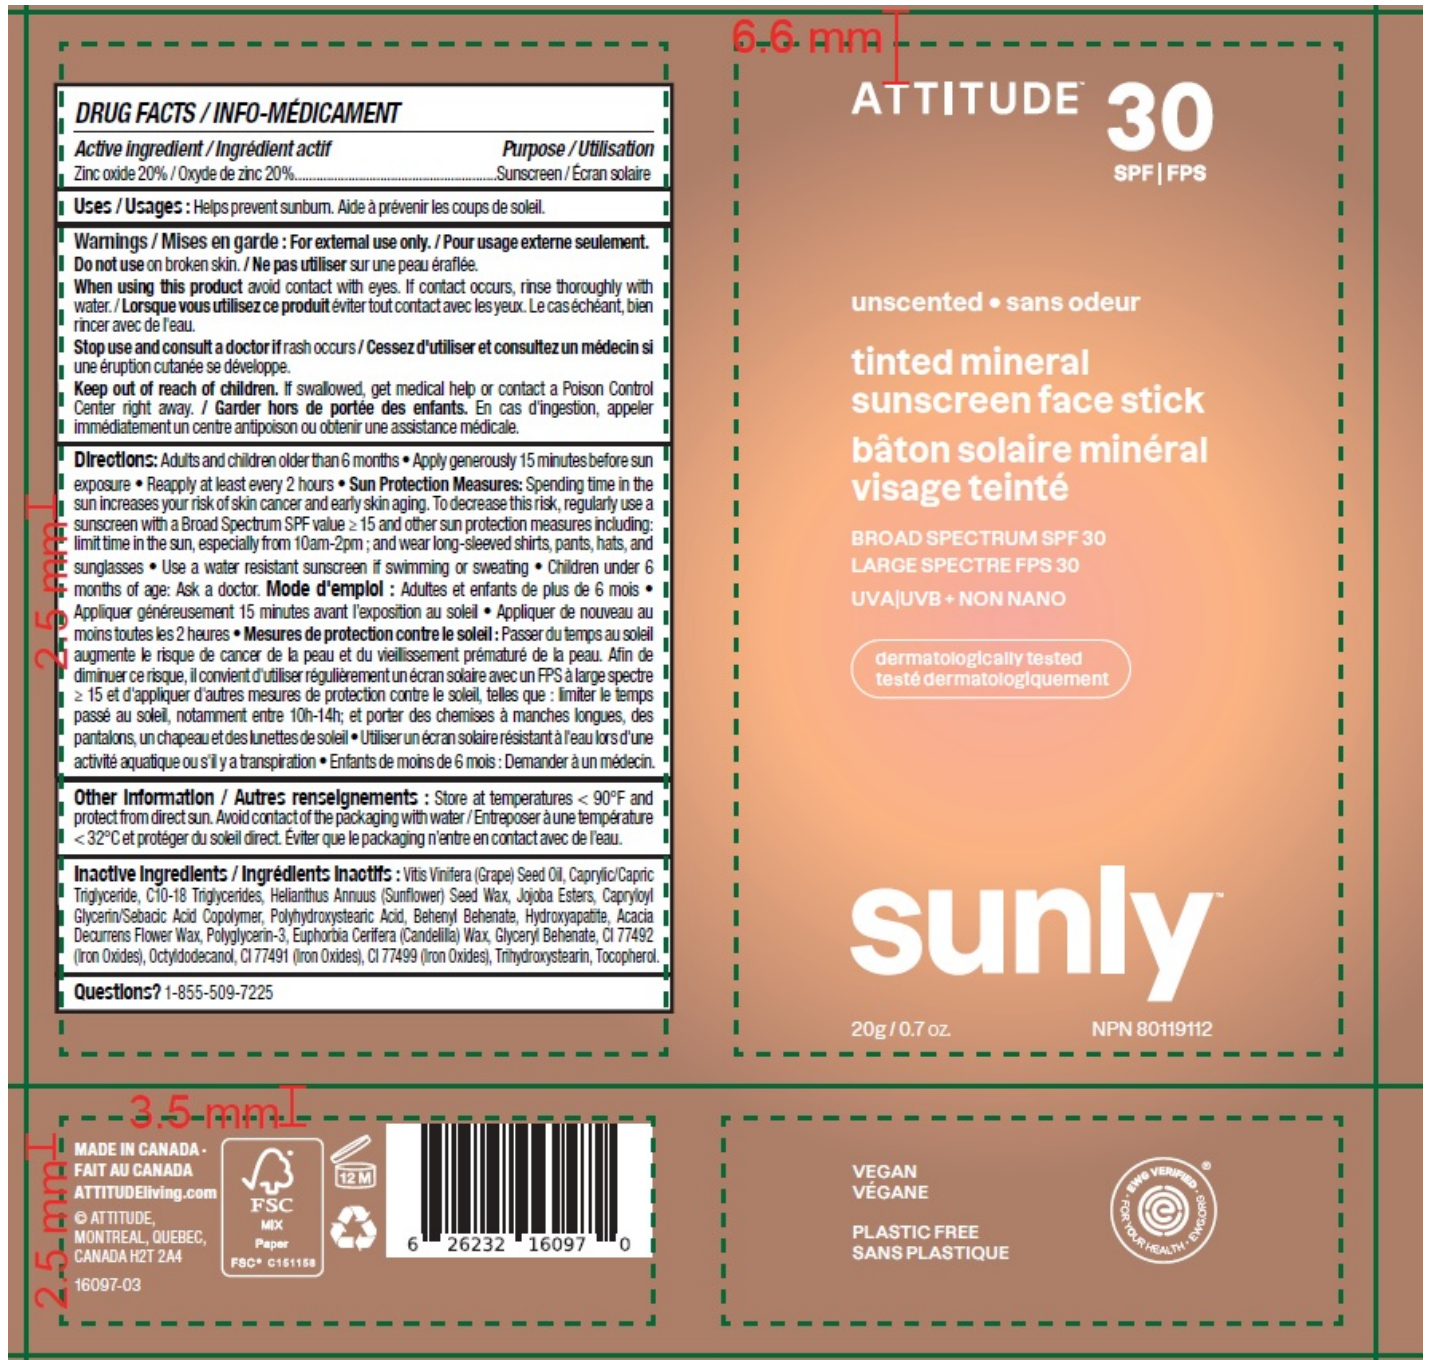 6.6 mm
DRUG FACTS / INFO-MÉDICAMENT
Active ingredient / Ingrédient actif Purpose / Utilisation
Zinc oxide 20% / Oxyde de zinc 20%..........................................................Sunscreen / Écran solaire
Uses / Usages : Helps prevent sunburn. Aide à prévenir les coups de soleil.
Warnings / Mises en garde : For external use only. / Pour usage externe seulement.
Do not use on broken skin. / Ne pas utiliser sur une peau éraflée.
When using this product avoid contact with eyes. If contact occurs, rinse thoroughly with
water. / Lorsque vous utilisez ce produit éviter tout contact avec les yeux. Le cas échéant, bien
rincer avec de l'eau.
Stop use and consult a doctor if rash occurs / Cessez d'utiliser et consultez un médecin si
une éruption cutanée se développe.
Keep out of reach of children. If swallowed, get medical help or contact a Poison Control
Center right away. / Garder hors de portée des enfants. En cas d'ingestion, appeler
immédiatement un centre antipoison ou obtenir une assistance médicale.
Directions: Adults and children older than 6 months • Apply generously 15 minutes before sun
exposure • Reapply at least every 2 hours • Sun Protection Measures: Spending time in the
sun increases your risk of skin cancer and early skin aging. To decrease this risk, regularly use a
sunscreen with a Broad Spectrum SPF value ≥ 15 and other sun protection measures including:
limit time in the sun, especially from 10am-2pm ; and wear long-sleeved shirts, pants, hats, and
sunglasses • Use a water resistant sunscreen if swimming or sweating • Children under 6
months of age: Ask a doctor. Mode d'emploi : Adultes et enfants de plus de 6 mois •
Appliquer généreusement 15 minutes avant l'exposition au soleil • Appliquer de nouveau au
moins toutes les 2 heures • Mesures de protection contre le soleil : Passer du temps au soleil
augmente le risque de cancer de la peau et du vieillissement prématuré de la peau. Afin de
diminuer ce risque, il convient d'utiliser régulièrement un écran solaire avec un FPS à large spectre
≥ 15 et d'appliquer d'autres mesures de protection contre le soleil, telles que : limiter le temps
passé au soleil, notamment entre 10h-14h; et porter des chemises à manches longues, des
pantalons, un chapeau et des lunettes de soleil • Utiliser un écran solaire résistant à l'eau lors d'une
activité aquatique ou s'il y a transpiration • Enfants de moins de 6 mois : Demander à un médecin.
Other Information / Autres renseignements : Store at temperatures < 90°F and
protect from direct sun. Avoid contact of the packaging with water / Entreposer à une température
< 32°C et protéger du soleil direct. Éviter que le packaging n'entre en contact avec de l'eau.
Inactive Ingredients / Ingrédients Inactifs : Vitis Vinifera (Grape) Seed Oil, Caprylic/Capric
Triglyceride, C10-18 Triglycerides, Helianthus Annuus (Sunflower) Seed Wax, Jojoba Esters, Capryloyl
Glycerin/Sebacic Acid Copolymer, Polyhydroxystearic Acid, Behenyl Behenate, Hydroxyapatite, Acacia
Decurrens Flower Wax, Polyglycerin-3, Euphorbia Cerifera (Candelilla) Wax, Glyceryl Behenate, CI 77492
(Iron Oxides), Octyldodecanol, CI 77491 (Iron Oxides), CI 77499 (Iron Oxides), Trihydroxystearin, Tocopherol.
Questions? 1-855-509-7225
2.5 mm
ATTITUDE™
30
SPF | FPS
unscented • sans odeur
tinted mineral
sunscreen face stick
bâton solaire minéral
visage teinté
BROAD SPECTRUM SPF 30
LARGE SPECTRE FPS 30
UVA|UVB + NON NANO
dermatologically tested
testé dermatologiquement
sunly™
20g / 0.7 oz. NPN 80119112
3.5 mm
2.5 mm
MADE IN CANADA •
FAIT AU CANADA
ATTITUDEliving.com
© ATTITUDE,
MONTREAL, QUEBEC,
CANADA H2T 2A4
16097-03
FSC
MIX
Paper
FSC® C151158
12 M
6 26232 16097 0
VEGAN
VÉGANE
PLASTIC FREE
SANS PLASTIQUE
EWG VERIFIED ® • FOR YOUR HEALTH • EWG.ORG •